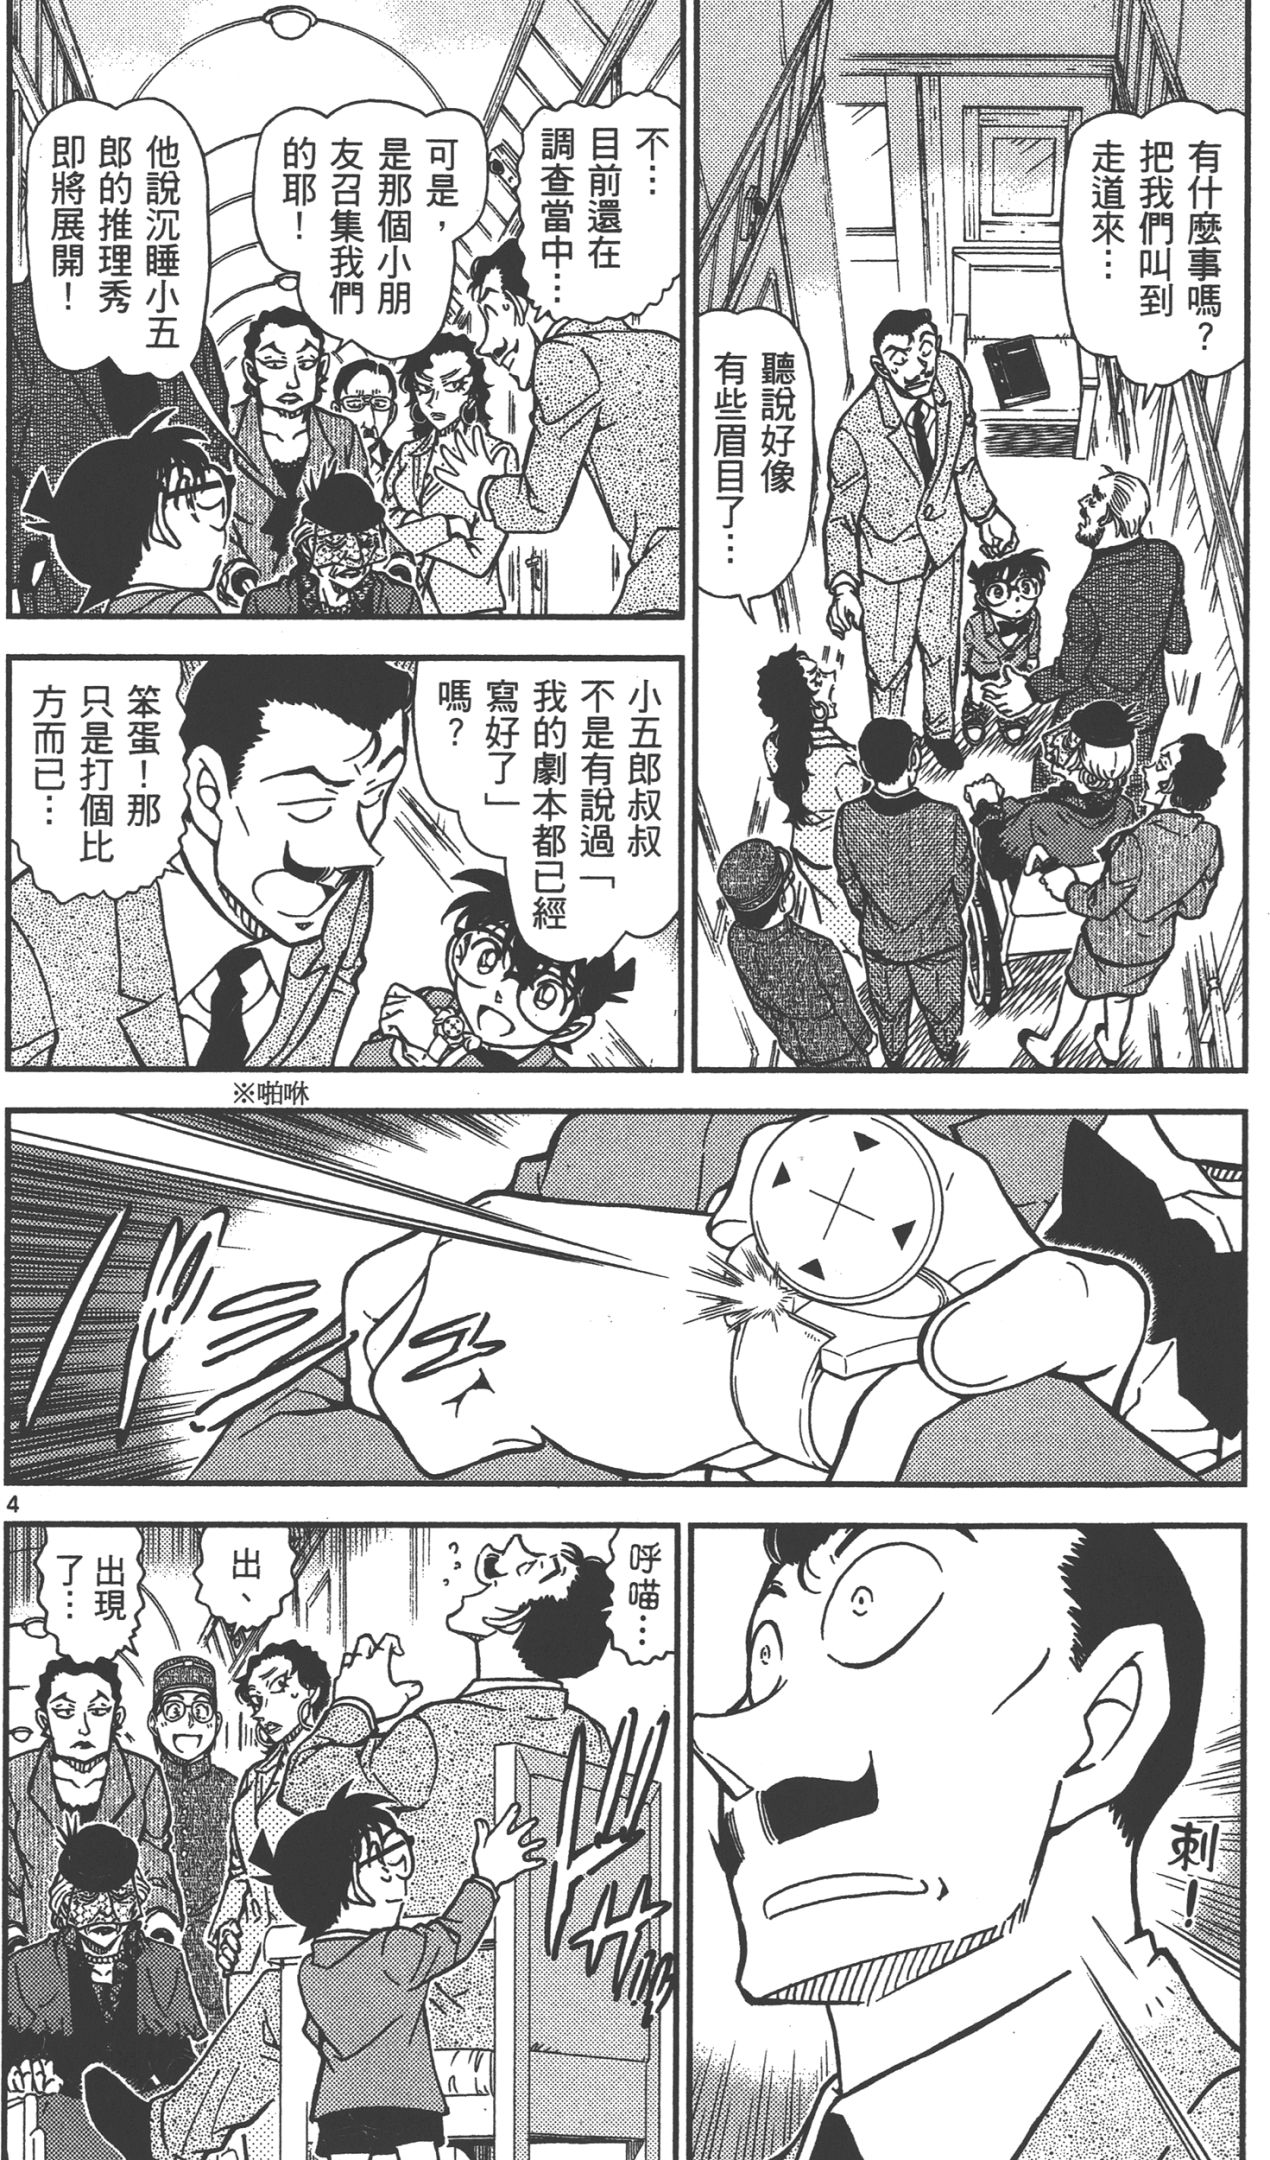 有什麼事嗎？
把我們叫到
走道來…
聽說好像
有些眉目了…
不…
目前還在
調查當中…
可是，
是那個小朋
友召集我們
的耶！
他說沉睡小五
郎的推理秀
即將展開！
小五郎叔叔
不是有說過「
我的劇本都已經
寫好了」
嗎？
笨蛋！那
只是打個比
方而已…
※啪咻
4
刺！
呼喵…
出、
出現
了…